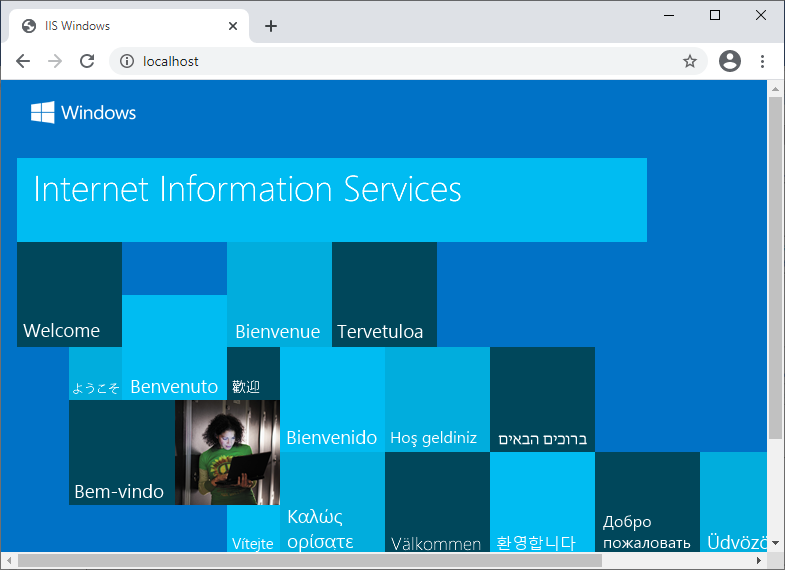 IIS Windows
localhost
Windows
Internet Information Services
Welcome
Bienvenue
Tervetuloa
ようこそ
Benvenuto
歡迎
Bienvenido
Hoş geldiniz
ברוכים הבאים
Bem-vindo
Vítejte
Καλώς
ορίσατε
Välkommen
환영합니다
Добро
пожаловать